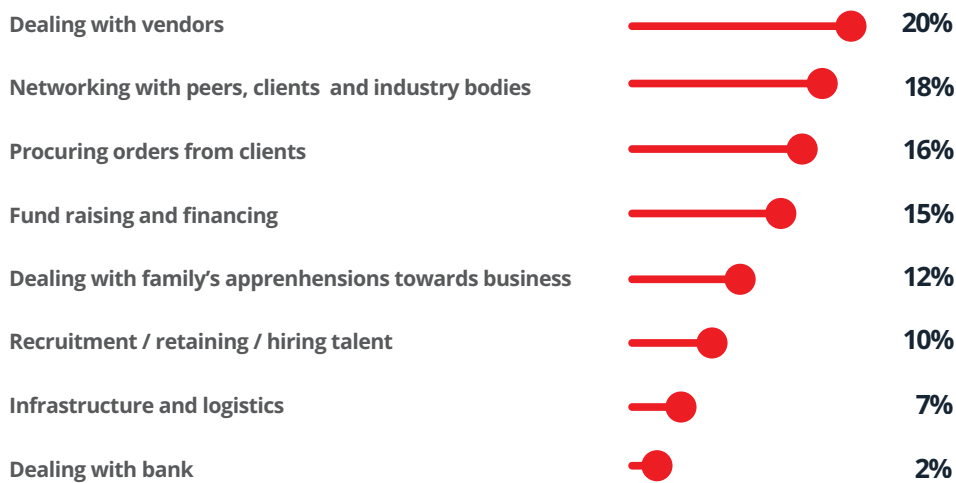 Dealing with vendors 20%
Networking with peers, clients and industry bodies 18%
Procuring orders from clients 16%
Fund raising and financing 15%
Dealing with family’s apprenhensions towards business 12%
Recruitment / retaining / hiring talent 10%
Infrastructure and logistics 7%
Dealing with bank 2%